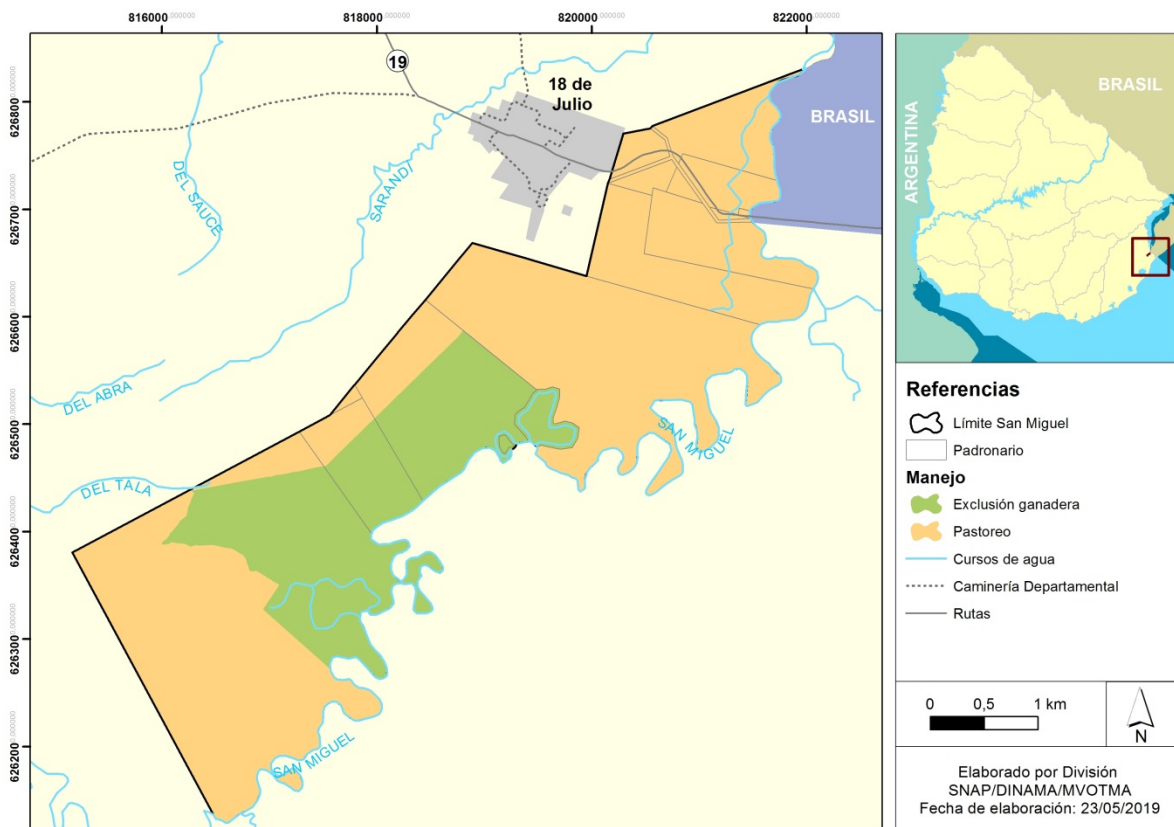 816000.000000 818000.000000 820000.000000 822000.000000
6268000.000000
6267000.000000
6266000.000000
6265000.000000
6264000.000000
6263000.000000
6262000.000000
19
18 de
Julio
BRASIL
DEL SAUCE
SARANDI
DEL ABRA
DEL TALA
SAN MIGUEL
SAN MIGUEL
ARGENTINA
BRASIL
Referencias
Límite San Miguel
Padronario
Manejo
Exclusión ganadera
Pastoreo
Cursos de agua
Caminería Departamental
Rutas
0 0,5 1 km
N
Elaborado por División
SNAP/DINAMA/MVOTMA
Fecha de elaboración: 23/05/2019